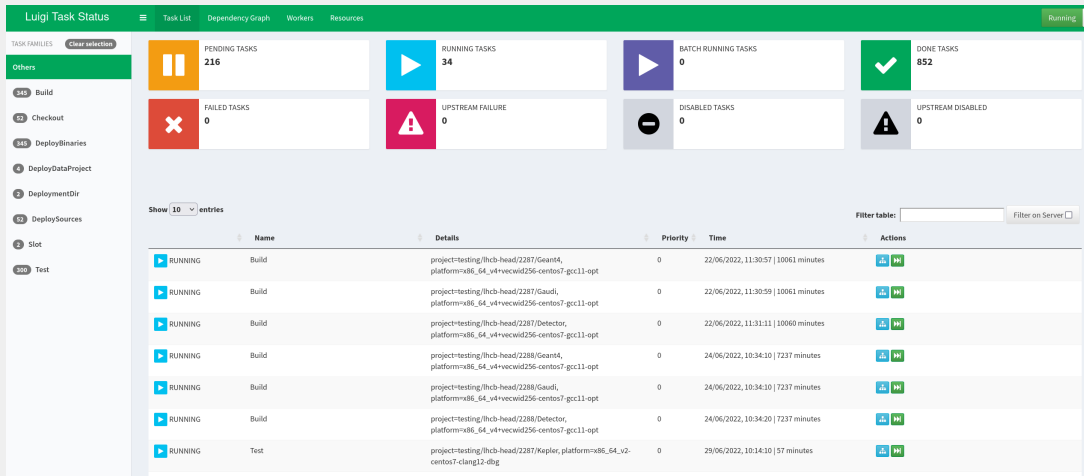 Luigi Task Status
Task List Dependency Graph Workers Resources Running
TASK FAMILIES Clear selection
Others
345 Build
52 Checkout
345 DeployBinaries
4 DeployDataProject
2 DeploymentDir
52 DeploySources
2 Slot
300 Test
PENDING TASKS
216
RUNNING TASKS
34
BATCH RUNNING TASKS
0
DONE TASKS
852
FAILED TASKS
0
UPSTREAM FAILURE
0
DISABLED TASKS
0
UPSTREAM DISABLED
0
Show 10 entries
Filter table: Filter on Server
Name Details Priority Time Actions
RUNNING Build project=testing/lhcb-head/2287/Geant4, 0 22/06/2022, 11:30:57 | 10061 minutes
platform=x86_64_v4+vecwid256-centos7-gcc11-opt
RUNNING Build project=testing/lhcb-head/2287/Gaudi, 0 22/06/2022, 11:30:59 | 10061 minutes
platform=x86_64_v4+vecwid256-centos7-gcc11-opt
RUNNING Build project=testing/lhcb-head/2287/Detector, 0 22/06/2022, 11:31:11 | 10060 minutes
platform=x86_64_v4+vecwid256-centos7-gcc11-opt
RUNNING Build project=testing/lhcb-head/2288/Geant4, 0 24/06/2022, 10:34:10 | 7237 minutes
platform=x86_64_v4+vecwid256-centos7-gcc11-opt
RUNNING Build project=testing/lhcb-head/2288/Gaudi, 0 24/06/2022, 10:34:10 | 7237 minutes
platform=x86_64_v4+vecwid256-centos7-gcc11-opt
RUNNING Build project=testing/lhcb-head/2288/Detector, 0 24/06/2022, 10:34:20 | 7237 minutes
platform=x86_64_v4+vecwid256-centos7-gcc11-opt
RUNNING Test project=testing/lhcb-head/2287/Kepler, platform=x86_64_v2- 0 29/06/2022, 10:14:10 | 57 minutes
centos7-clang12-dbg